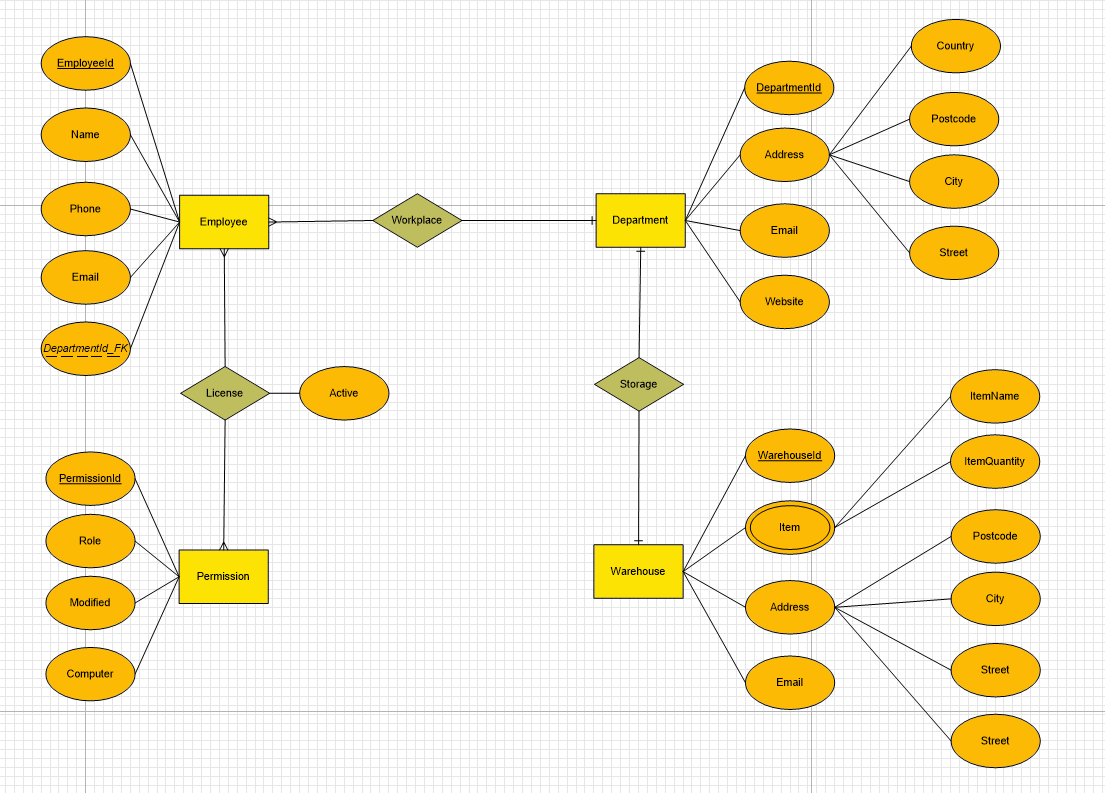 EmployeeId
Name
Phone
Email
DepartmentId_FK
Employee
Workplace
Department
DepartmentId
Address
Email
Website
Country
Postcode
City
Street
License
Active
Storage
PermissionId
Role
Modified
Computer
Permission
Warehouse
WarehouseId
Item
Address
Email
ItemName
ItemQuantity
Postcode
City
Street
Street